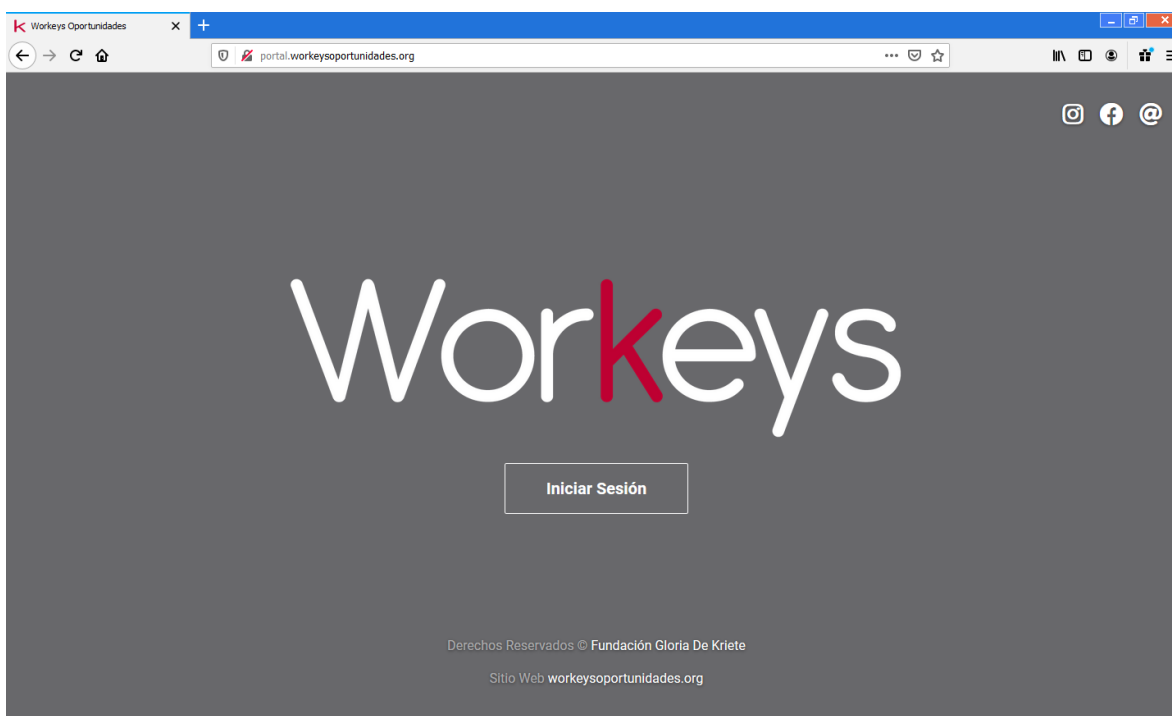 Workeys Oportunidades
portal.workeysoportunidades.org
Workeys
Iniciar Sesión
Derechos Reservados © Fundación Gloria De Kriete
Sitio Web workeysoportunidades.org